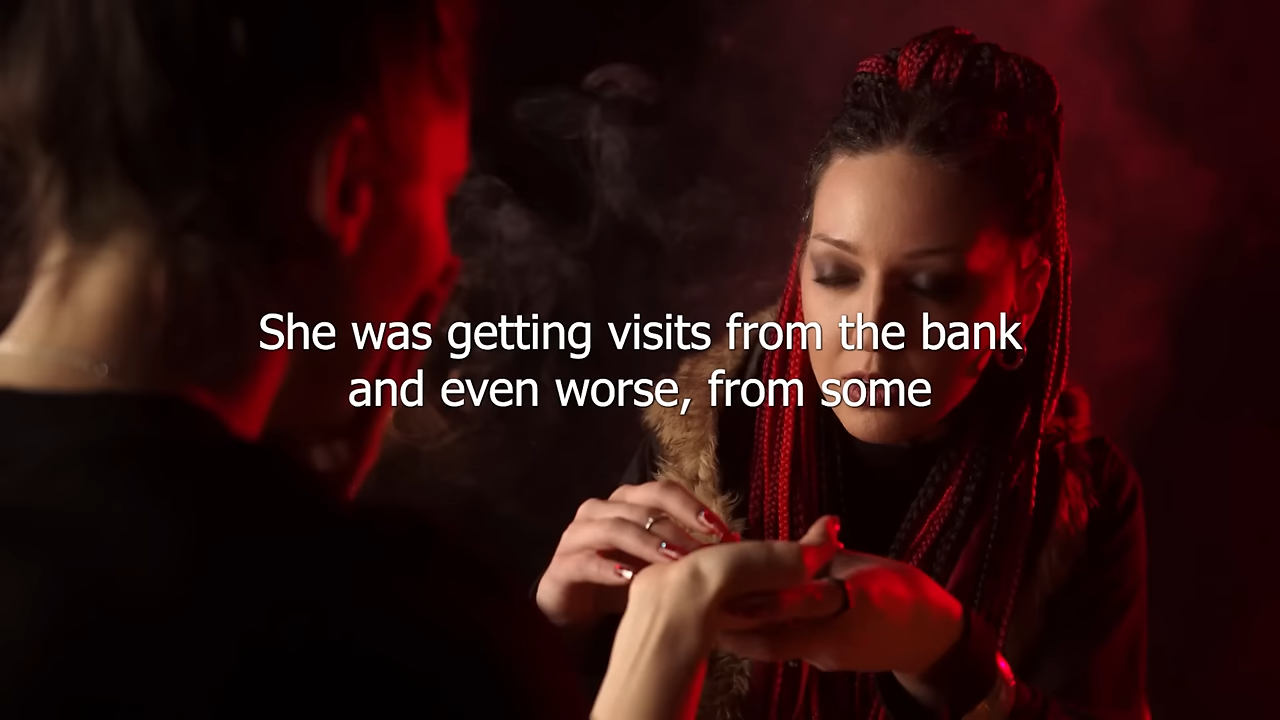 She was getting visits from the bank
and even worse, from some